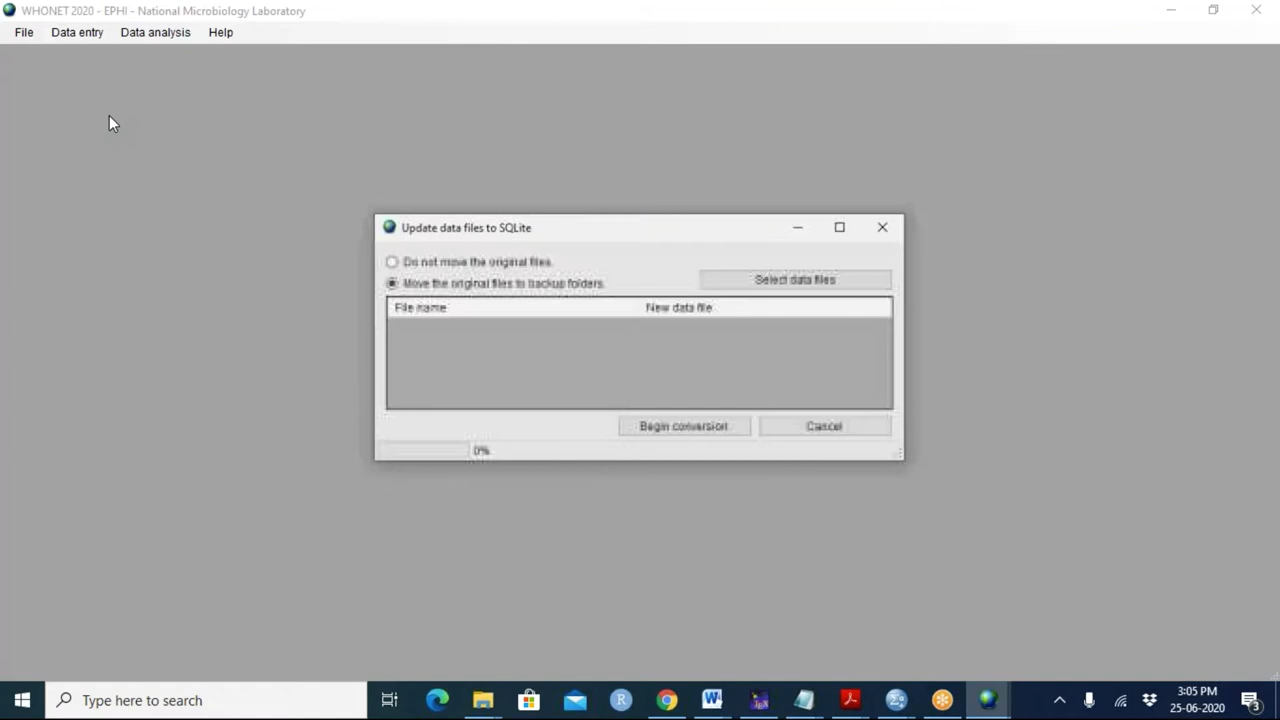 WHONET 2020 - EPHI - National Microbiology Laboratory
File Data entry Data analysis Help
Update data files to SQLite
Do not move the original files.
Move the original files to backup folders.
Select data files
File name New data file
Begin conversion Cancel
0%
Type here to search
3:05 PM
25-06-2020
3